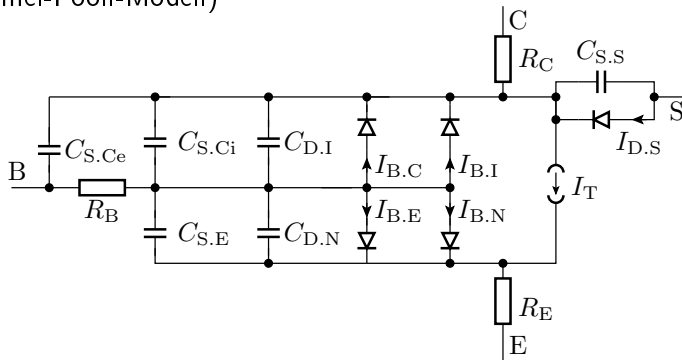 mel-Poon-Modell)
C
R_C
C_S.S
S
I_D.S
C_S.Ce
C_S.Ci
C_D.I
I_B.C
I_B.I
B
R_B
I_T
C_S.E
C_D.N
I_B.E
I_B.N
R_E
E